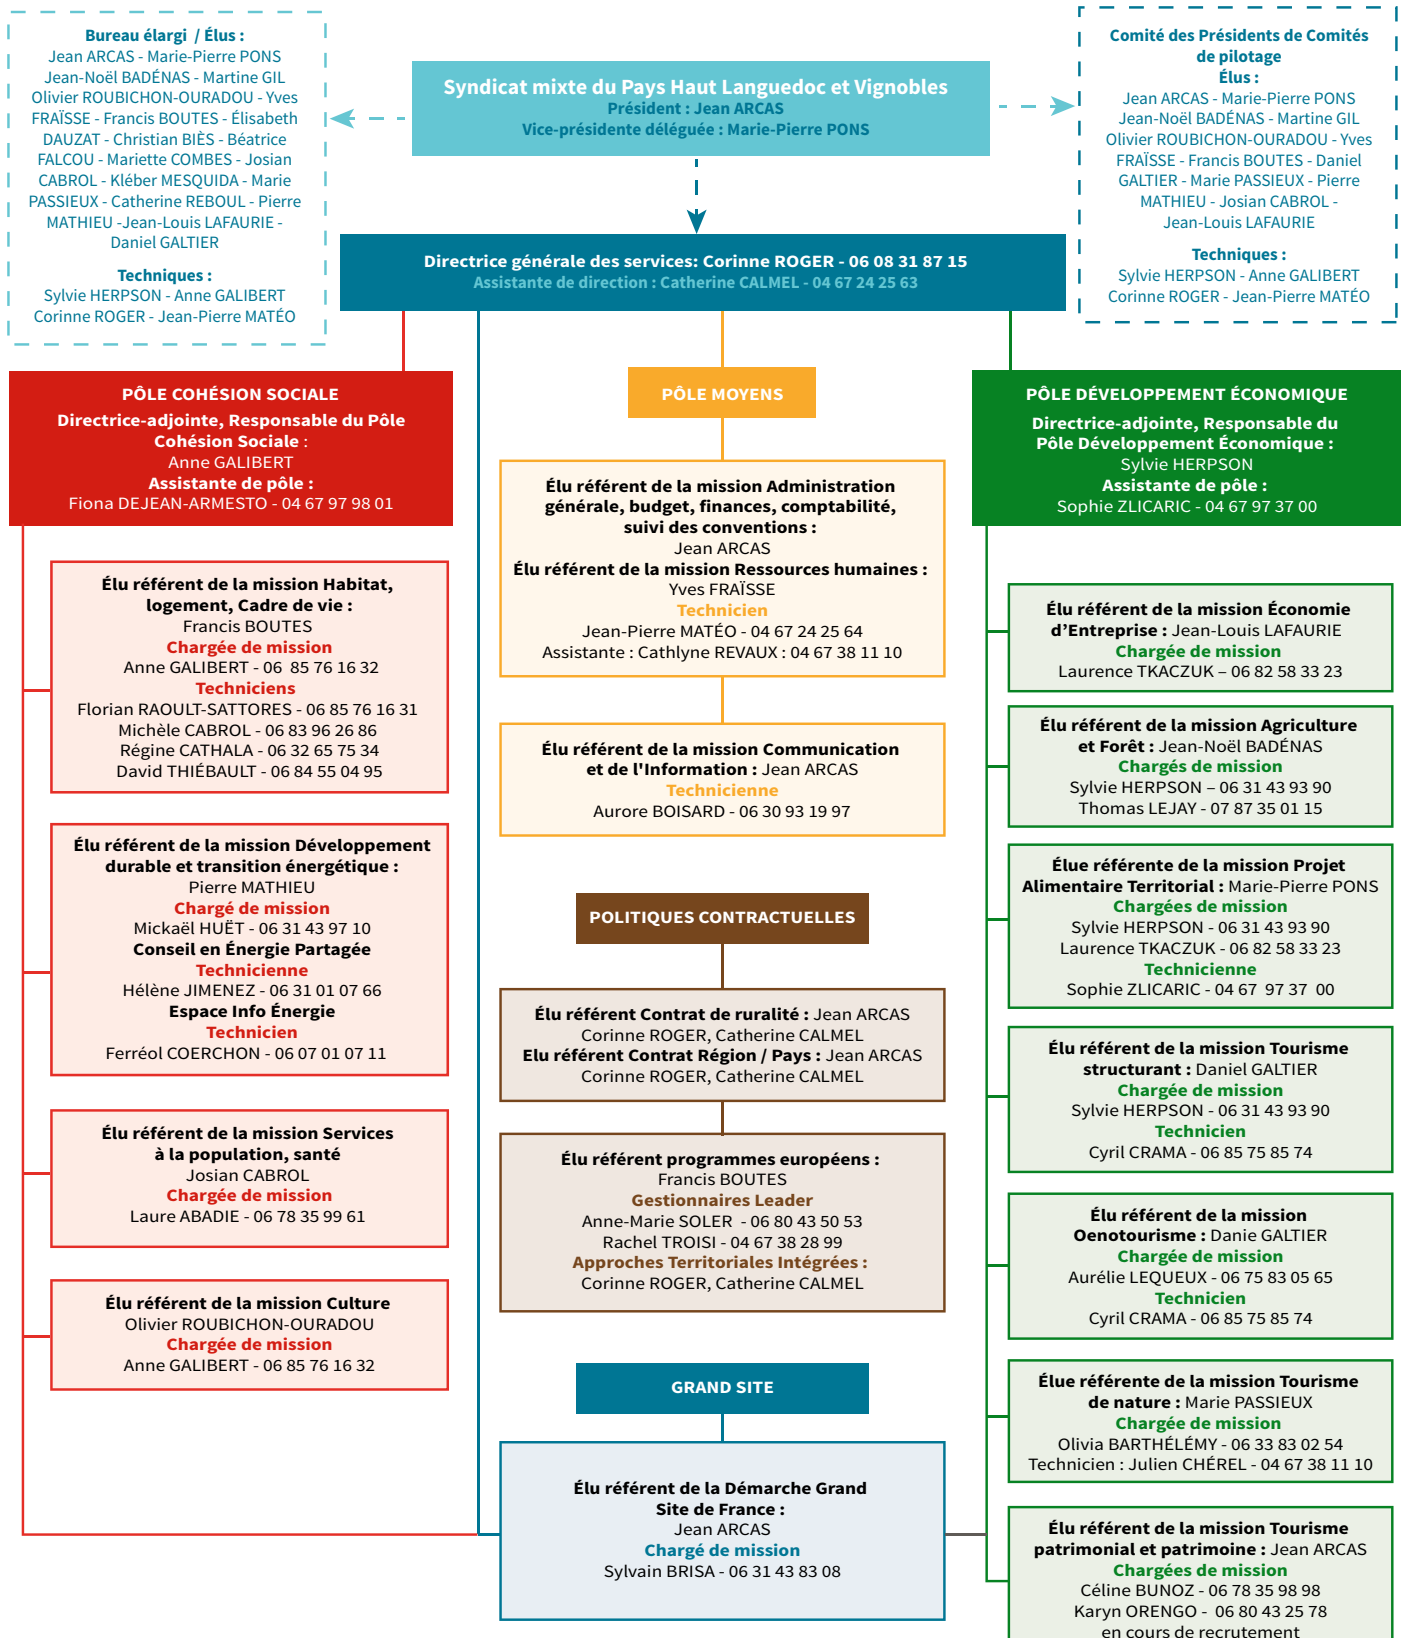 Bureau élargi / Élus :
Jean ARCAS - Marie-Pierre PONS
Jean-Noël BADÉNAS - Martine GIL
Olivier ROUBICHON-OURADOU - Yves
FRAÏSSE - Francis BOUTES - Élisabeth
DAUZAT - Christian BIÈS - Béatrice
FALCOU - Mariette COMBES - Josian
CABROL - Kléber MESQUIDA - Marie
PASSIEUX - Catherine REBOUL - Pierre
MATHIEU -Jean-Louis LAFAURIE -
Daniel GALTIER
Techniques :
Sylvie HERPSON - Anne GALIBERT
Corinne ROGER - Jean-Pierre MATÉO
Syndicat mixte du Pays Haut Languedoc et Vignobles
Président : Jean ARCAS
Vice-présidente déléguée : Marie-Pierre PONS
Comité des Présidents de Comités
de pilotage
Élus :
Jean ARCAS - Marie-Pierre PONS
Jean-Noël BADÉNAS - Martine GIL
Olivier ROUBICHON-OURADOU - Yves
FRAÏSSE - Francis BOUTES - Daniel
GALTIER - Marie PASSIEUX - Pierre
MATHIEU - Josian CABROL -
Jean-Louis LAFAURIE
Techniques :
Sylvie HERPSON - Anne GALIBERT
Corinne ROGER - Jean-Pierre MATÉO
Directrice générale des services: Corinne ROGER - 06 08 31 87 15
Assistante de direction : Catherine CALMEL - 04 67 24 25 63
PÔLE COHÉSION SOCIALE
Directrice-adjointe, Responsable du Pôle
Cohésion Sociale :
Anne GALIBERT
Assistante de pôle :
Fiona DEJEAN-ARMESTO - 04 67 97 98 01
Élu référent de la mission Habitat,
logement, Cadre de vie :
Francis BOUTES
Chargée de mission
Anne GALIBERT - 06 85 76 16 32
Techniciens
Florian RAOULT-SATTORES - 06 85 76 16 31
Michèle CABROL - 06 83 96 26 86
Régine CATHALA - 06 32 65 75 34
David THIÉBAULT - 06 84 55 04 95
Élu référent de la mission Développement
durable et transition énergétique :
Pierre MATHIEU
Chargé de mission
Mickaël HUËT - 06 31 43 97 10
Conseil en Énergie Partagée
Technicienne
Hélène JIMENEZ - 06 31 01 07 66
Espace Info Énergie
Technicien
Ferréol COERCHON - 06 07 01 07 11
Élu référent de la mission Services
à la population, santé
Josian CABROL
Chargée de mission
Laure ABADIE - 06 78 35 99 61
Élu référent de la mission Culture
Olivier ROUBICHON-OURADOU
Chargée de mission
Anne GALIBERT - 06 85 76 16 32
PÔLE MOYENS
Élu référent de la mission Administration
générale, budget, finances, comptabilité,
suivi des conventions :
Jean ARCAS
Élu référent de la mission Ressources humaines :
Yves FRAÏSSE
Technicien
Jean-Pierre MATÉO - 04 67 24 25 64
Assistante : Cathlyne REVAUX : 04 67 38 11 10
Élu référent de la mission Communication
et de l'Information : Jean ARCAS
Technicienne
Aurore BOISARD - 06 30 93 19 97
POLITIQUES CONTRACTUELLES
Élu référent Contrat de ruralité : Jean ARCAS
Corinne ROGER, Catherine CALMEL
Elu référent Contrat Région / Pays : Jean ARCAS
Corinne ROGER, Catherine CALMEL
Élu référent programmes européens :
Francis BOUTES
Gestionnaires Leader
Anne-Marie SOLER - 06 80 43 50 53
Rachel TROISI - 04 67 38 28 99
Approches Territoriales Intégrées :
Corinne ROGER, Catherine CALMEL
GRAND SITE
Élu référent de la Démarche Grand
Site de France :
Jean ARCAS
Chargé de mission
Sylvain BRISA - 06 31 43 83 08
PÔLE DÉVELOPPEMENT ÉCONOMIQUE
Directrice-adjointe, Responsable du
Pôle Développement Économique :
Sylvie HERPSON
Assistante de pôle :
Sophie ZLICARIC - 04 67 97 37 00
Élu référent de la mission Économie
d’Entreprise : Jean-Louis LAFAURIE
Chargée de mission
Laurence TKACZUK – 06 82 58 33 23
Élu référent de la mission Agriculture
et Forêt : Jean-Noël BADÉNAS
Chargés de mission
Sylvie HERPSON – 06 31 43 93 90
Thomas LEJAY - 07 87 35 01 15
Élue référente de la mission Projet
Alimentaire Territorial : Marie-Pierre PONS
Chargées de mission
Sylvie HERPSON - 06 31 43 93 90
Laurence TKACZUK - 06 82 58 33 23
Technicienne
Sophie ZLICARIC - 04 67 97 37 00
Élu référent de la mission Tourisme
structurant : Daniel GALTIER
Chargée de mission
Sylvie HERPSON - 06 31 43 93 90
Technicien
Cyril CRAMA - 06 85 75 85 74
Élu référent de la mission
Oenotourisme : Danie GALTIER
Chargée de mission
Aurélie LEQUEUX - 06 75 83 05 65
Technicien
Cyril CRAMA - 06 85 75 85 74
Élue référente de la mission Tourisme
de nature : Marie PASSIEUX
Chargée de mission
Olivia BARTHÉLÉMY - 06 33 83 02 54
Technicien : Julien CHÉREL - 04 67 38 11 10
Élu référent de la mission Tourisme
patrimonial et patrimoine : Jean ARCAS
Chargées de mission
Céline BUNOZ - 06 78 35 98 98
Karyn ORENGO - 06 80 43 25 78
en cours de recrutement